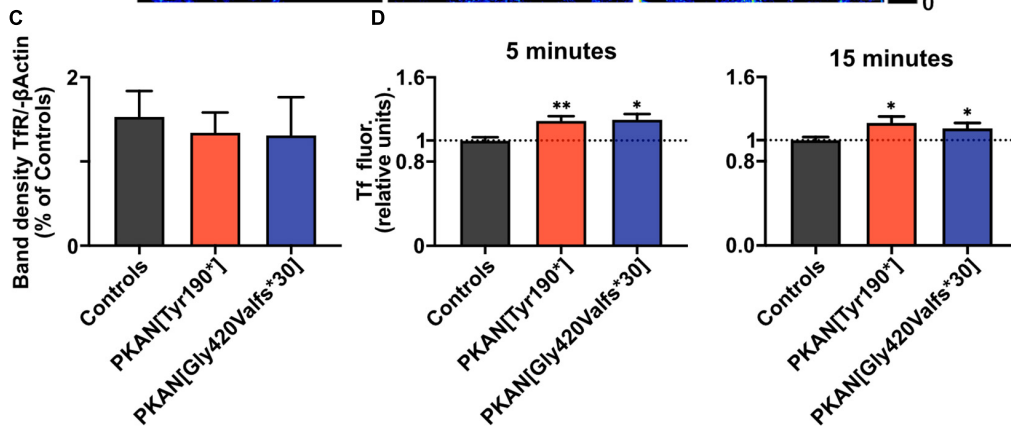 0
C
D
Band density TfR/-βActin
(% of Controls)
2
0
Controls
PKAN[Tyr190*]
PKAN[Gly420Valfs*30]
5 minutes
Tf fluor.
(relative units).
1.6
1
0.8
0
**
*
Controls
PKAN[Tyr190*]
PKAN[Gly420Valfs*30]
15 minutes
1.6
1
0.8
0.0
*
*
Controls
PKAN[Tyr190*]
PKAN[Gly420Valfs*30]